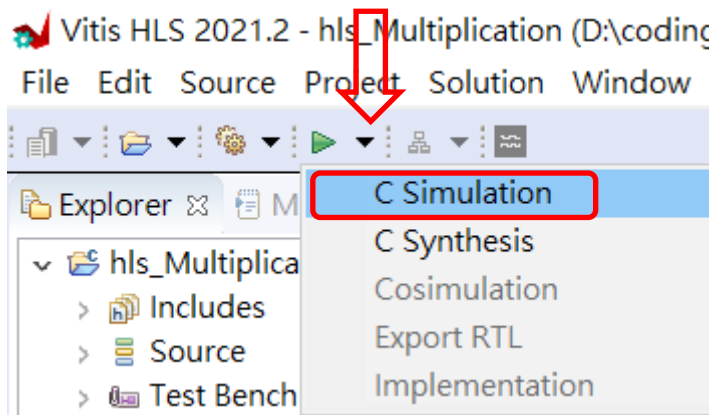 Vitis HLS 2021.2 - hls_Multiplication (D:\coding
File Edit Source Project Solution Window
Explorer M
hls_Multiplica
Includes
Source
Test Bench
C Simulation
C Synthesis
Cosimulation
Export RTL
Implementation